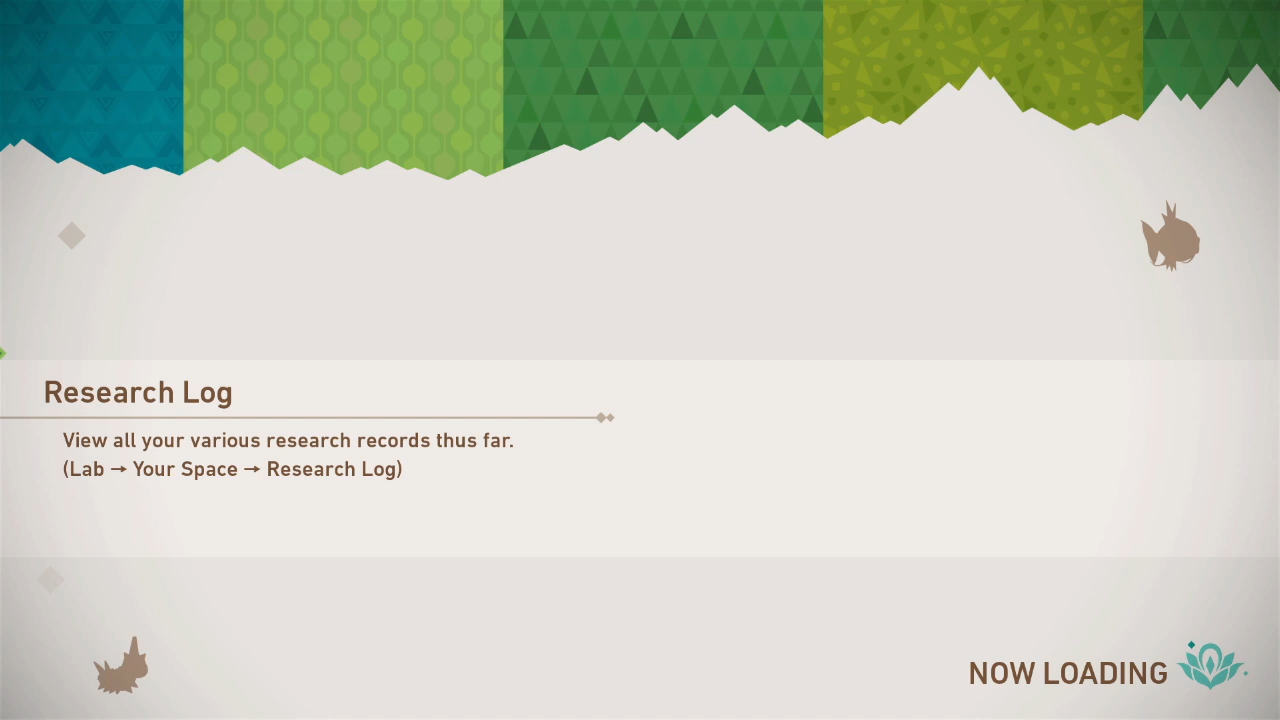 Research Log
View all your various research records thus far.
(Lab → Your Space → Research Log)
NOW LOADING